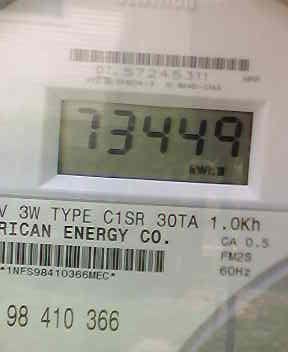 57245311
73449
kWh
V 3W TYPE C1SR 30TA 1.0Kh
RICAN ENERGY CO.
CA 0.5
FM2S
60Hz
*1NFS98410366MEC*
98 410 366